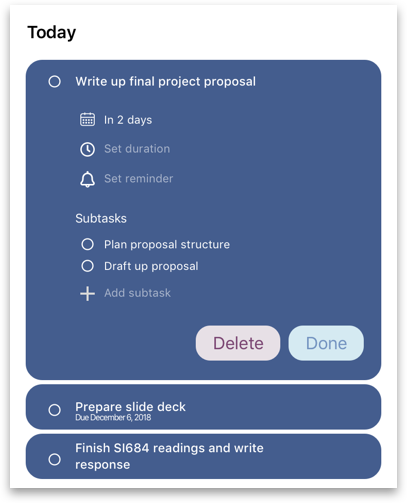 Today
Write up final project proposal
In 2 days
Set duration
Set reminder
Subtasks
Plan proposal structure
Draft up proposal
Add subtask
Delete
Done
Prepare slide deck
Due December 6, 2018
Finish SI684 readings and write
response